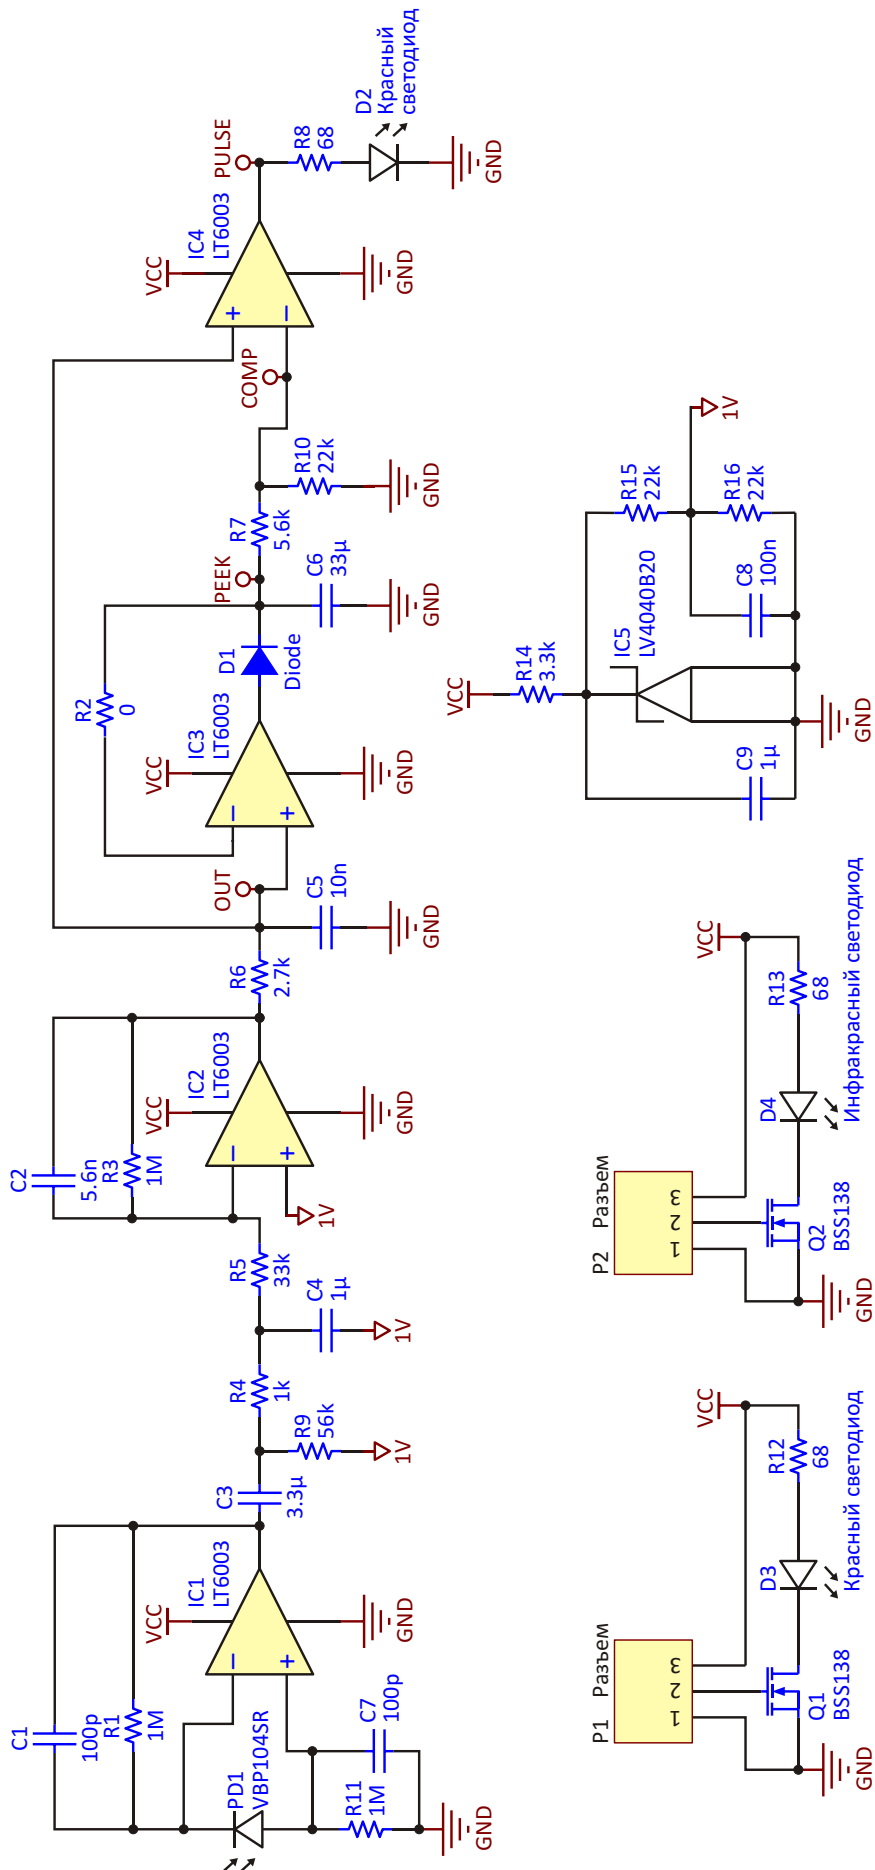 C1
100p
R1
1M
PD1
VBP104SR
R11
1M
C7
100p
GND
VCC
IC1
LT6003
–
+
GND
C3
3.3µ
R9
56k
1V
R4
1k
C4
1µ
1V
R5
33k
C2
5.6n
R3
1M
VCC
IC2
LT6003
–
+
1V
GND
R6
2.7k
C5
10n
GND
OUT
R2
0
VCC
IC3
LT6003
–
+
GND
D1
Diode
PEEK
C6
33µ
GND
R7
5.6k
R10
22k
GND
COMP
VCC
IC4
LT6003
+
–
GND
PULSE
R8
68
D2
Красный
светодиод
GND
P1 Разъем
1
2
3
Q1
BSS138
GND
D3
Красный светодиод
R12
68
VCC
P2 Разъем
1
2
3
Q2
BSS138
GND
D4
Инфракрасный светодиод
R13
68
VCC
C9
1µ
VCC
R14
3.3k
IC5
LV4040B20
GND
C8
100n
R15
22k
R16
22k
1V